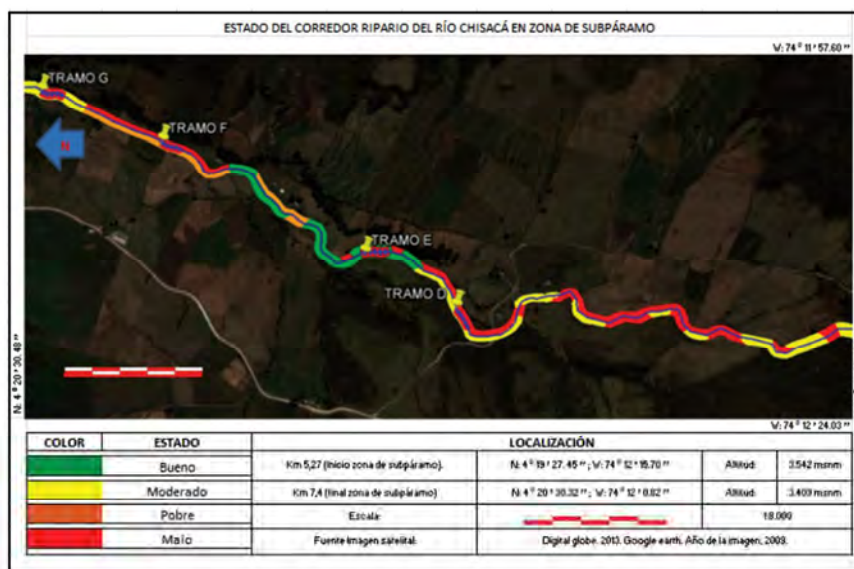 ESTADO DEL CORREDOR RIPARIO DEL RÍO CHISACÁ EN ZONA DE SUBPÁRAMO
W: 74 º 11 ' 57.60 "
TRAMO G
TRAMO F
N
TRAMO E
TRAMO D
N: 4 º 20 ' 30.48 "
W: 74 º 12 ' 24.03 "
COLOR ESTADO LOCALIZACIÓN
Bueno Km 5,27 (Inicio zona de subpáramo). N: 4 º 19 ' 27.45 " ; W: 74 º 12 ' 19.70 " Altitud: 3.542 msnm
Moderado Km 7,4 (final zona de subpáramo) N: 4 º 20 ' 30.32 " ; W: 74 º 12 ' 0.82 " Altitud: 3.409 msnm
Pobre Escala:
Malo Fuente Imagen satelital: Digital globe. 2013. Google earth. Año de la imagen, 2009.